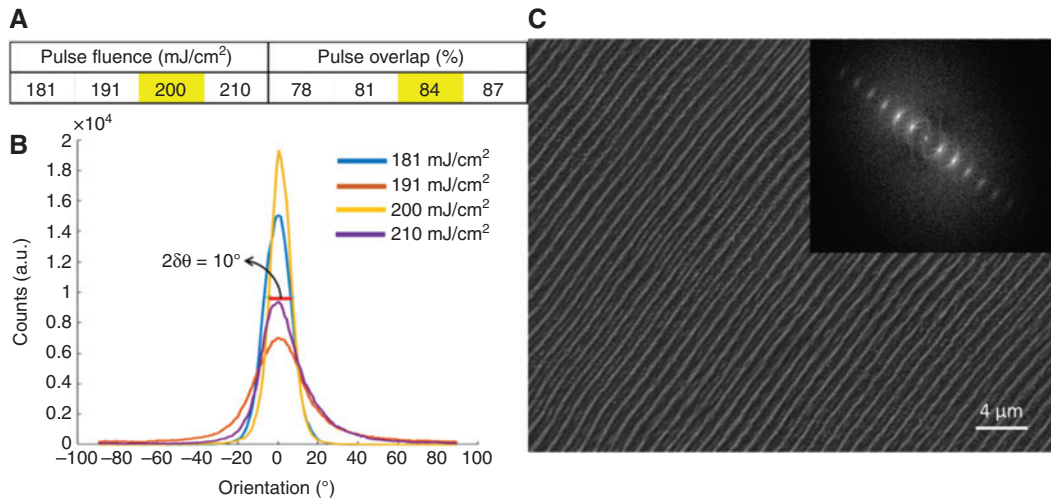 A
Pulse fluence (mJ/cm²) Pulse overlap (%)
181 191 200 210 78 81 84 87
B
×10⁴
2
1.8
1.6
1.4
1.2
1
0.8
0.6
0.4
0.2
0
Counts (a.u.)
181 mJ/cm²
191 mJ/cm²
200 mJ/cm²
210 mJ/cm²
2δθ = 10°
−100 −80 −60 −40 −20 0 20 40 60 80 100
Orientation (°)
C
4 μm